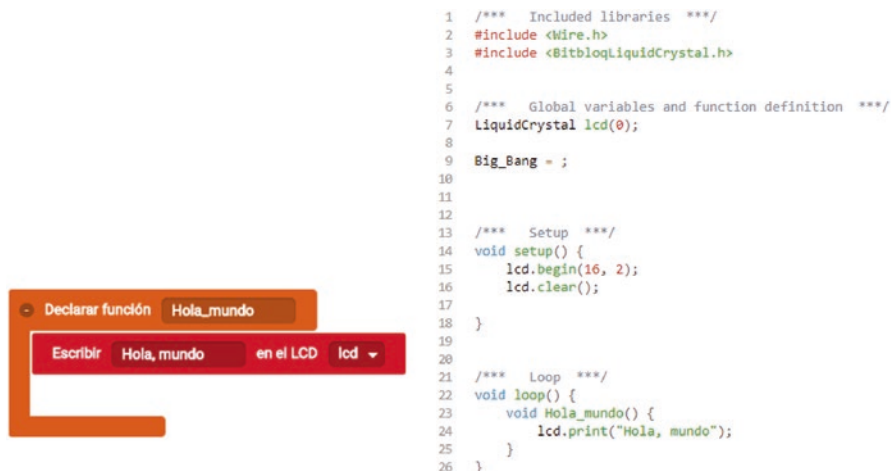 Declarar función Hola_mundo
Escribir Hola, mundo en el LCD lcd
1 /*** Included libraries ***/
2 #include <Wire.h>
3 #include <BitbloqLiquidCrystal.h>
4
5
6 /*** Global variables and function definition ***/
7 LiquidCrystal lcd(0);
8
9 Big_Bang = ;
10
11
12
13 /*** Setup ***/
14 void setup() {
15 lcd.begin(16, 2);
16 lcd.clear();
17
18 }
19
20
21 /*** Loop ***/
22 void loop() {
23 void Hola_mundo() {
24 lcd.print("Hola, mundo");
25 }
26 }